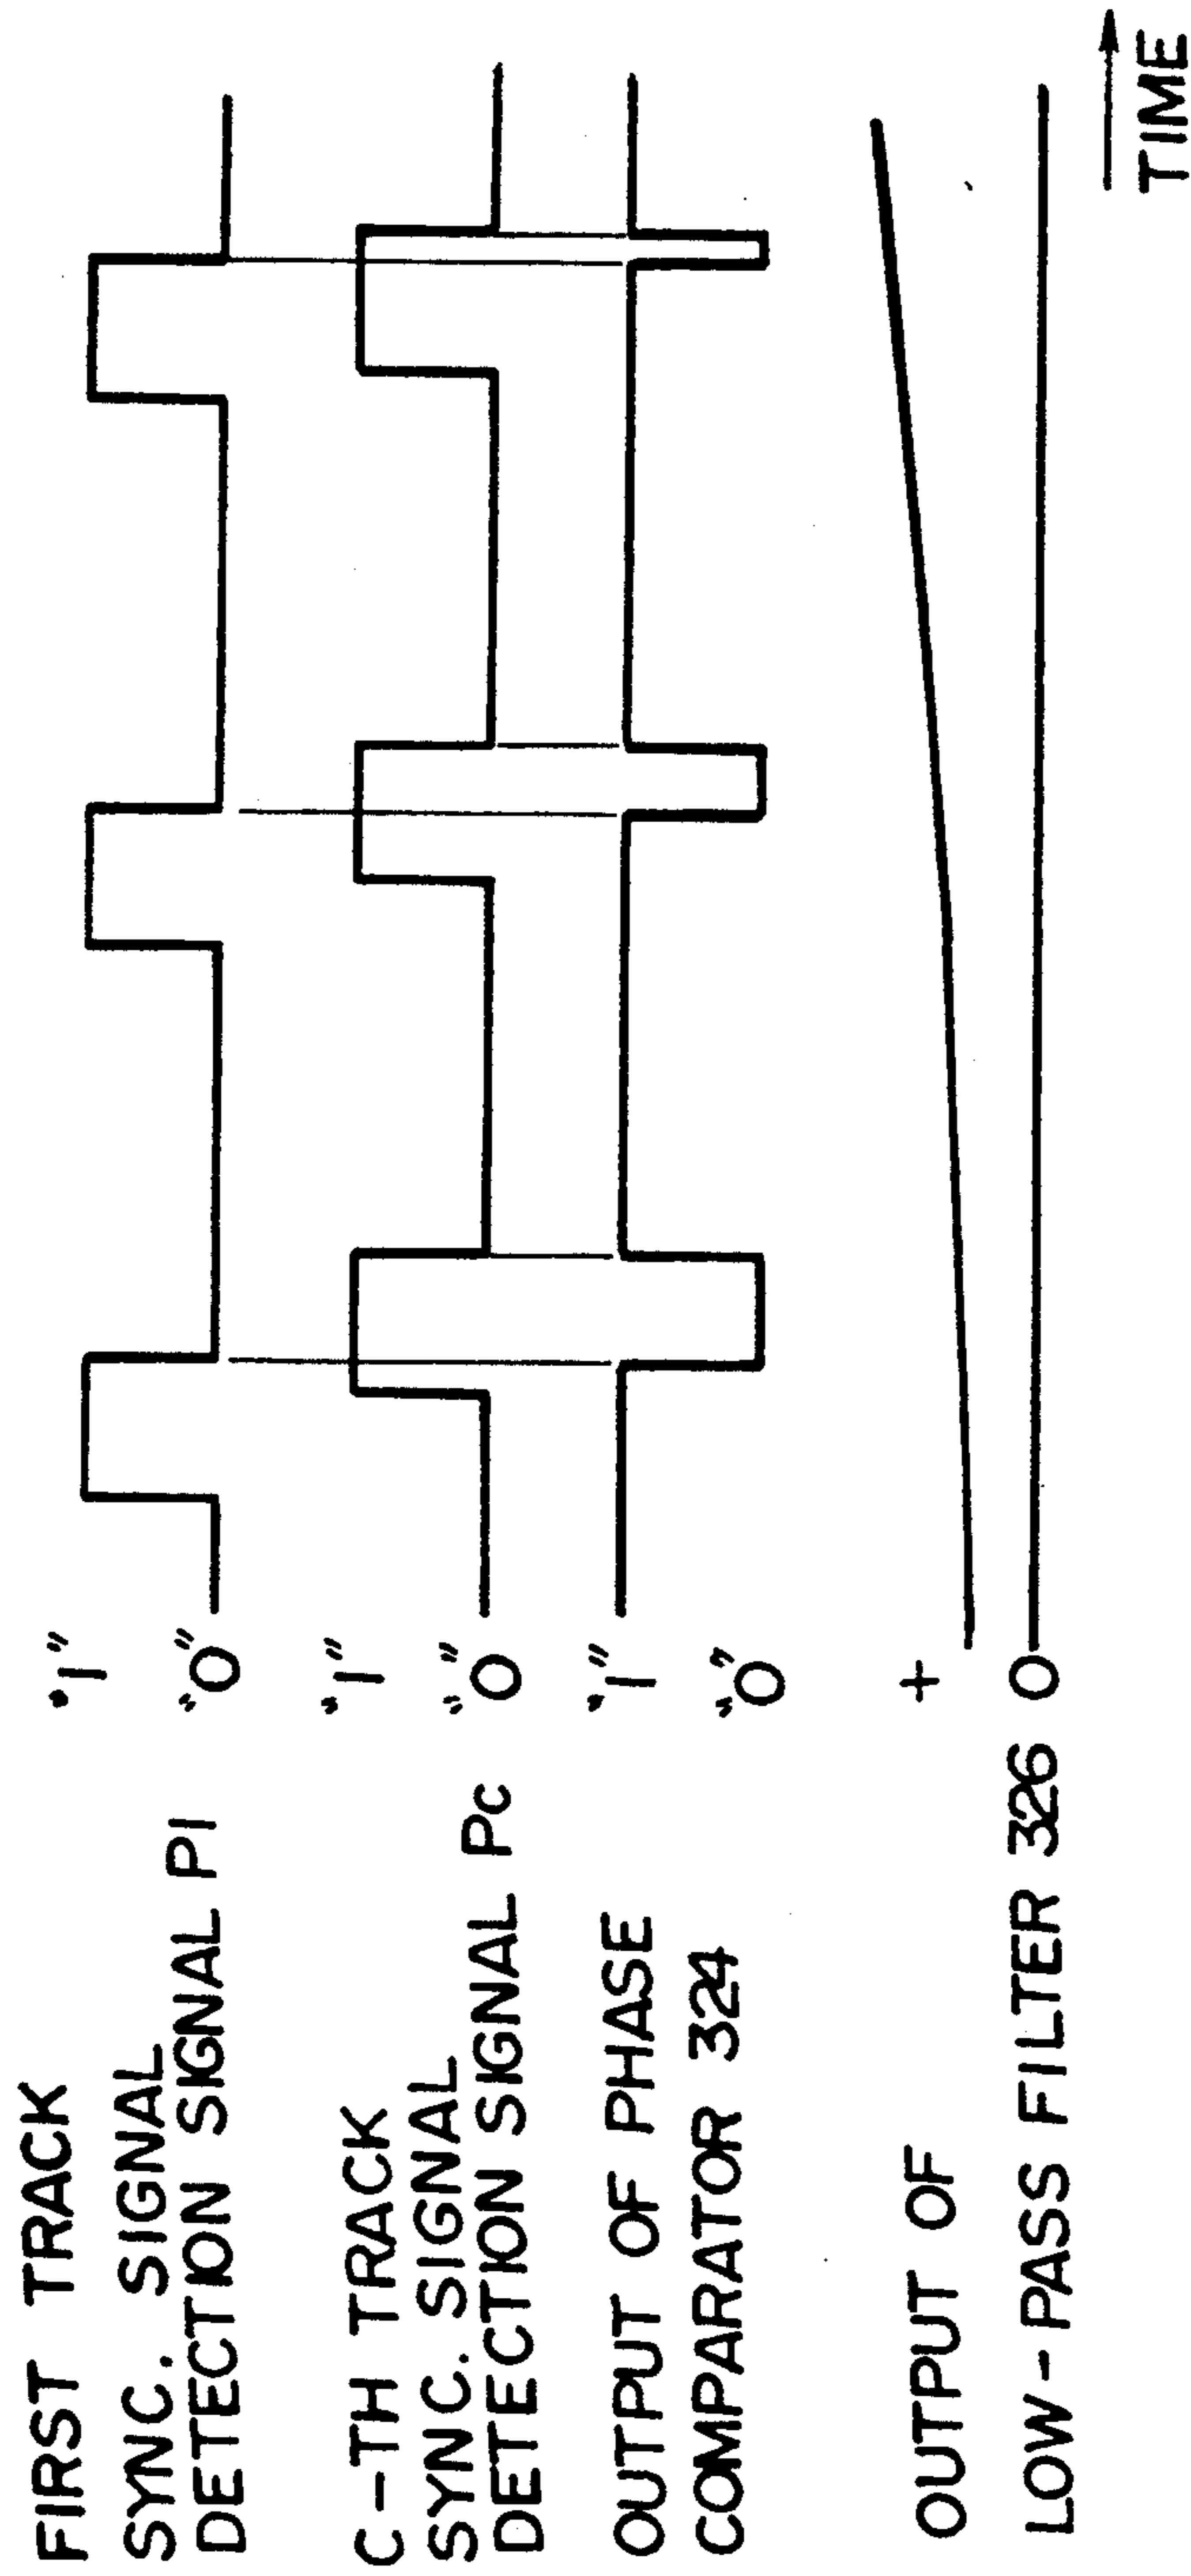 FIRST TRACK
SYNC. SIGNAL
DETECTION SIGNAL P1
"1"
"0"
C-TH TRACK
SYNC. SIGNAL
DETECTION SIGNAL Pc
"1"
"0"
OUTPUT OF PHASE
COMPARATOR 324
"1"
"0"
OUTPUT OF
LOW-PASS FILTER 326
+
0
TIME